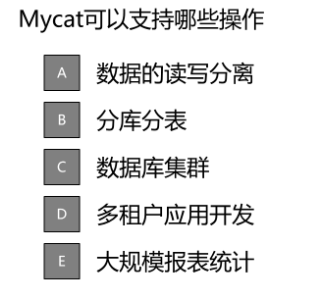 Mycat可以支持哪些操作
A 数据的读写分离
B 分库分表
C 数据库集群
D 多租户应用开发
E 大规模报表统计